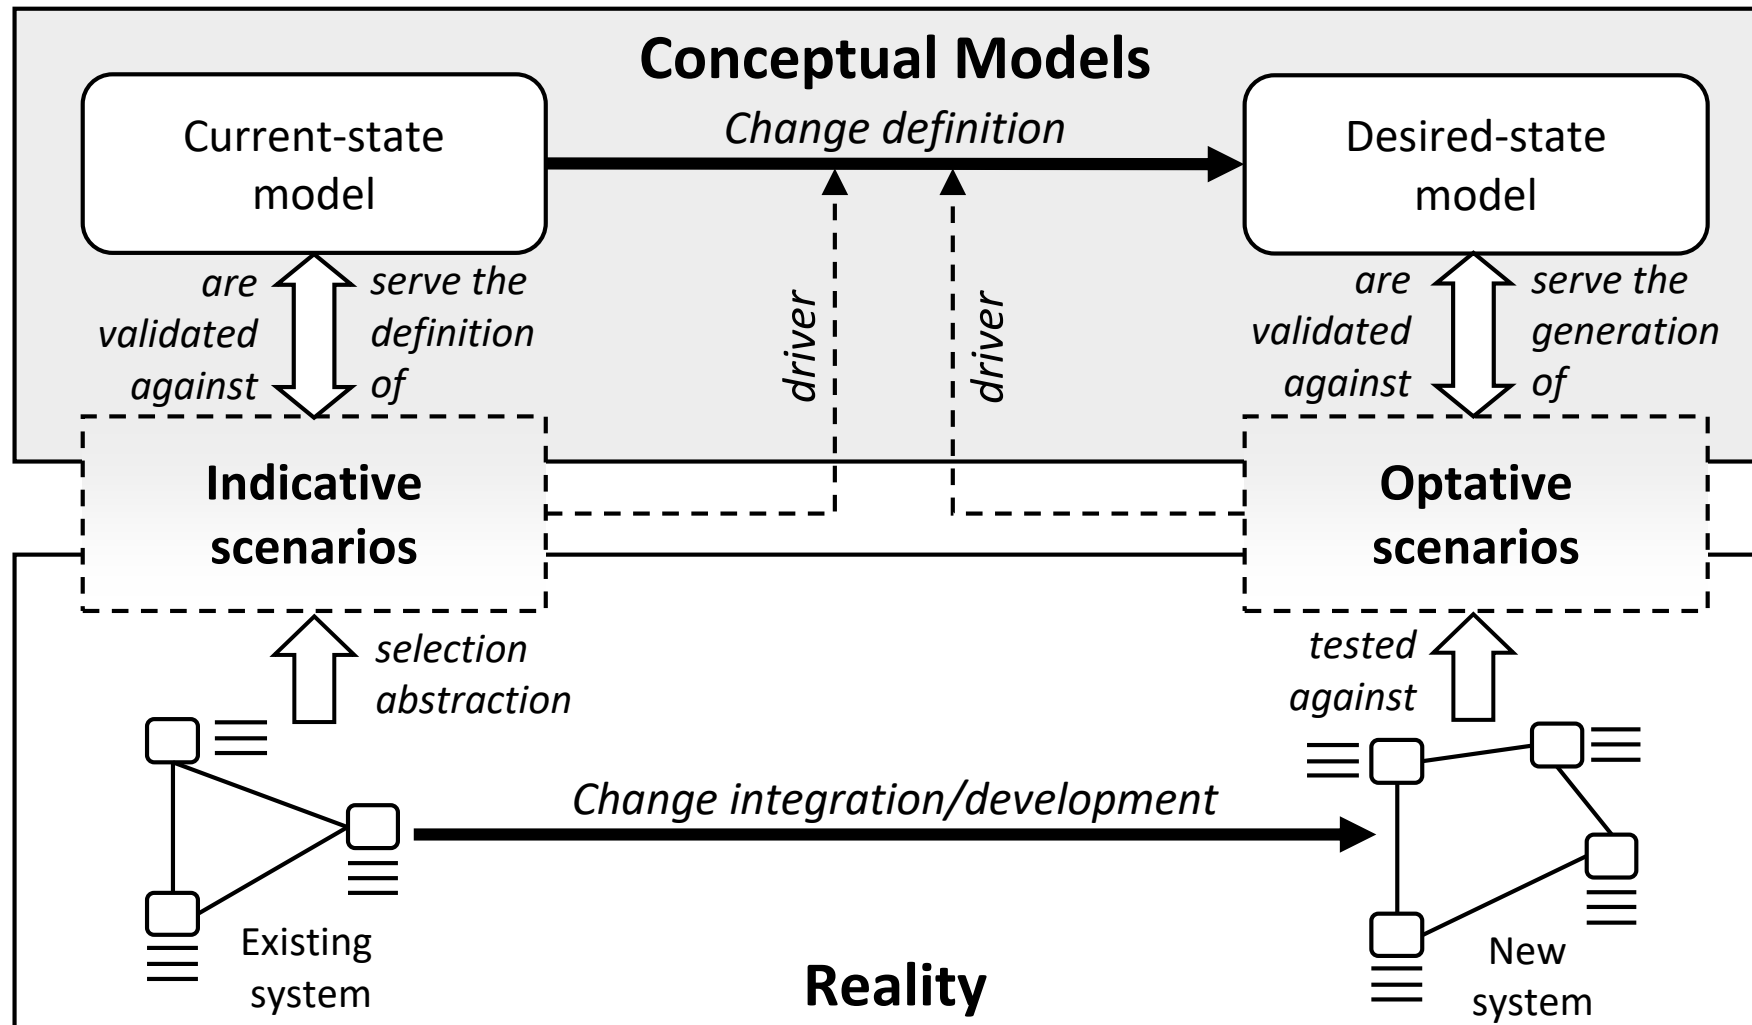 Conceptual Models
Current-state
model
Change definition
Desired-state
model
are
validated
against
serve the
definition
of
driver
driver
are
validated
against
serve the
generation
of
Indicative
scenarios
Optative
scenarios
selection
abstraction
tested
against
Change integration/development
Existing
system
New
system
Reality